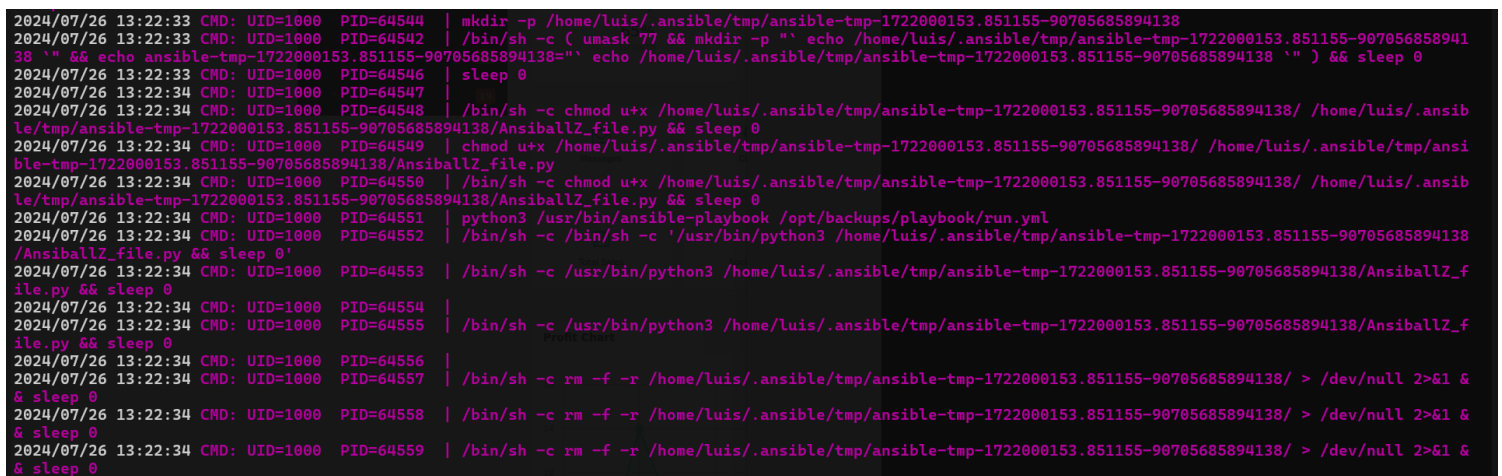 2024/07/26 13:22:33 CMD: UID=1000  PID=64544  | mkdir -p /home/luis/.ansible/tmp/ansible-tmp-1722000153.851155-90705685894138
2024/07/26 13:22:33 CMD: UID=1000  PID=64542  | /bin/sh -c ( umask 77 && mkdir -p "` echo /home/luis/.ansible/tmp/ansible-tmp-1722000153.851155-907056858941
38 `" && echo ansible-tmp-1722000153.851155-90705685894138="` echo /home/luis/.ansible/tmp/ansible-tmp-1722000153.851155-90705685894138 `" ) && sleep 0
2024/07/26 13:22:33 CMD: UID=1000  PID=64546  | sleep 0
2024/07/26 13:22:34 CMD: UID=1000  PID=64547  |
2024/07/26 13:22:34 CMD: UID=1000  PID=64548  | /bin/sh -c chmod u+x /home/luis/.ansible/tmp/ansible-tmp-1722000153.851155-90705685894138/ /home/luis/.ansib
le/tmp/ansible-tmp-1722000153.851155-90705685894138/AnsiballZ_file.py && sleep 0
2024/07/26 13:22:34 CMD: UID=1000  PID=64549  | chmod u+x /home/luis/.ansible/tmp/ansible-tmp-1722000153.851155-90705685894138/ /home/luis/.ansible/tmp/ansi
ble-tmp-1722000153.851155-90705685894138/AnsiballZ_file.py
2024/07/26 13:22:34 CMD: UID=1000  PID=64550  | /bin/sh -c chmod u+x /home/luis/.ansible/tmp/ansible-tmp-1722000153.851155-90705685894138/ /home/luis/.ansib
le/tmp/ansible-tmp-1722000153.851155-90705685894138/AnsiballZ_file.py && sleep 0
2024/07/26 13:22:34 CMD: UID=1000  PID=64551  | python3 /usr/bin/ansible-playbook /opt/backups/playbook/run.yml
2024/07/26 13:22:34 CMD: UID=1000  PID=64552  | /bin/sh -c /bin/sh -c '/usr/bin/python3 /home/luis/.ansible/tmp/ansible-tmp-1722000153.851155-90705685894138
/AnsiballZ_file.py && sleep 0'
2024/07/26 13:22:34 CMD: UID=1000  PID=64553  | /bin/sh -c /usr/bin/python3 /home/luis/.ansible/tmp/ansible-tmp-1722000153.851155-90705685894138/AnsiballZ_f
ile.py && sleep 0
2024/07/26 13:22:34 CMD: UID=1000  PID=64554  |
2024/07/26 13:22:34 CMD: UID=1000  PID=64555  | /bin/sh -c /usr/bin/python3 /home/luis/.ansible/tmp/ansible-tmp-1722000153.851155-90705685894138/AnsiballZ_f
ile.py && sleep 0
Profit Chart
2024/07/26 13:22:34 CMD: UID=1000  PID=64556  |
2024/07/26 13:22:34 CMD: UID=1000  PID=64557  | /bin/sh -c rm -f -r /home/luis/.ansible/tmp/ansible-tmp-1722000153.851155-90705685894138/ > /dev/null 2>&1 &
& sleep 0
2024/07/26 13:22:34 CMD: UID=1000  PID=64558  | /bin/sh -c rm -f -r /home/luis/.ansible/tmp/ansible-tmp-1722000153.851155-90705685894138/ > /dev/null 2>&1 &
& sleep 0
2024/07/26 13:22:34 CMD: UID=1000  PID=64559  | /bin/sh -c rm -f -r /home/luis/.ansible/tmp/ansible-tmp-1722000153.851155-90705685894138/ > /dev/null 2>&1 &
& sleep 0